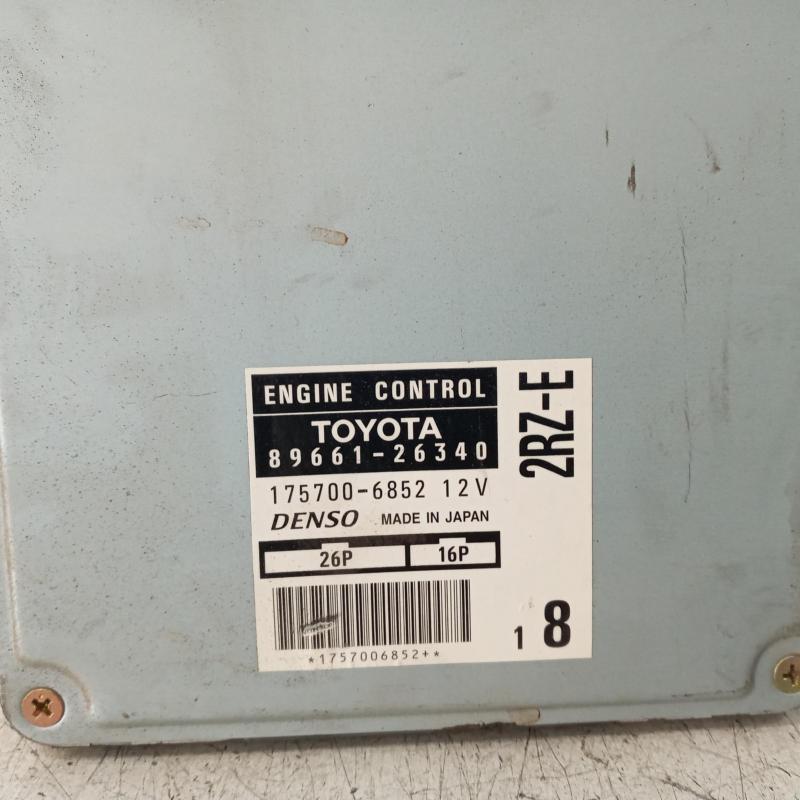 ENGINE CONTROL
TOYOTA
89661-26340
175700-6852 12V
DENSO MADE IN JAPAN
26P 16P
*1757006852+*
2RZ-E
1 8